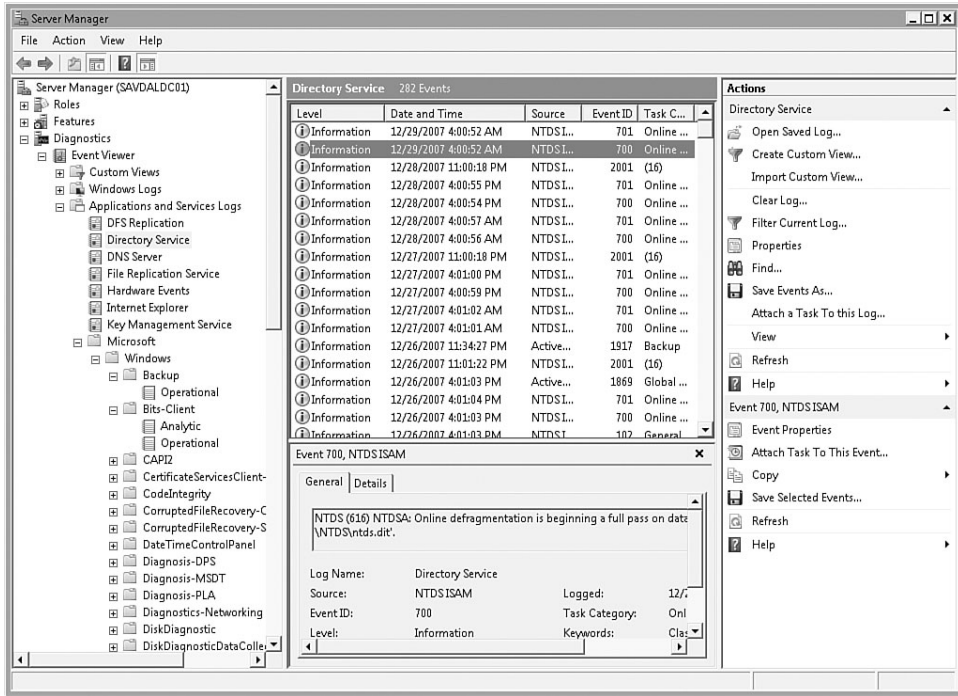 Server Manager
File Action View Help
Server Manager (SAVDALDC01)
Roles
Features
Diagnostics
Event Viewer
Custom Views
Windows Logs
Applications and Services Logs
DFS Replication
Directory Service
DNS Server
File Replication Service
Hardware Events
Internet Explorer
Key Management Service
Microsoft
Windows
Backup
Operational
Bits-Client
Analytic
Operational
CAPI2
CertificateServicesClient-
CodeIntegrity
CorruptedFileRecovery-C
CorruptedFileRecovery-S
DateTimeControlPanel
Diagnosis-DPS
Diagnosis-MSDT
Diagnosis-PLA
Diagnostics-Networking
DiskDiagnostic
DiskDiagnosticDataColle
Directory Service 282 Events
Level Date and Time Source Event ID Task C...
Information 12/29/2007 4:00:52 AM NTDS I... 701 Online ...
Information 12/29/2007 4:00:52 AM NTDS I... 700 Online ...
Information 12/28/2007 11:00:18 PM NTDS I... 2001 (16)
Information 12/28/2007 4:00:55 PM NTDS I... 701 Online ...
Information 12/28/2007 4:00:54 PM NTDS I... 700 Online ...
Information 12/28/2007 4:00:57 AM NTDS I... 701 Online ...
Information 12/28/2007 4:00:56 AM NTDS I... 700 Online ...
Information 12/27/2007 11:00:18 PM NTDS I... 2001 (16)
Information 12/27/2007 4:01:00 PM NTDS I... 701 Online ...
Information 12/27/2007 4:00:59 PM NTDS I... 700 Online ...
Information 12/27/2007 4:01:02 AM NTDS I... 701 Online ...
Information 12/27/2007 4:01:01 AM NTDS I... 700 Online ...
Information 12/26/2007 11:34:27 PM Active... 1917 Backup
Information 12/26/2007 11:01:22 PM NTDS I... 2001 (16)
Information 12/26/2007 4:01:03 PM Active... 1869 Global ...
Information 12/26/2007 4:01:04 PM NTDS I... 701 Online ...
Information 12/26/2007 4:01:03 PM NTDS I... 700 Online ...
Information 12/26/2007 4:01:03 PM NTDS I 102 General
Event 700, NTDS ISAM
General Details
NTDS (616) NTDSA: Online defragmentation is beginning a full pass on data
\NTDS\ntds.dit'.
Log Name: Directory Service
Source: NTDS ISAM Logged: 12/2
Event ID: 700 Task Category: Onl
Level: Information Keywords: Clas
Actions
Directory Service
Open Saved Log...
Create Custom View...
Import Custom View...
Clear Log...
Filter Current Log...
Properties
Find...
Save Events As...
Attach a Task To this Log...
View
Refresh
Help
Event 700, NTDS ISAM
Event Properties
Attach Task To This Event...
Copy
Save Selected Events...
Refresh
Help